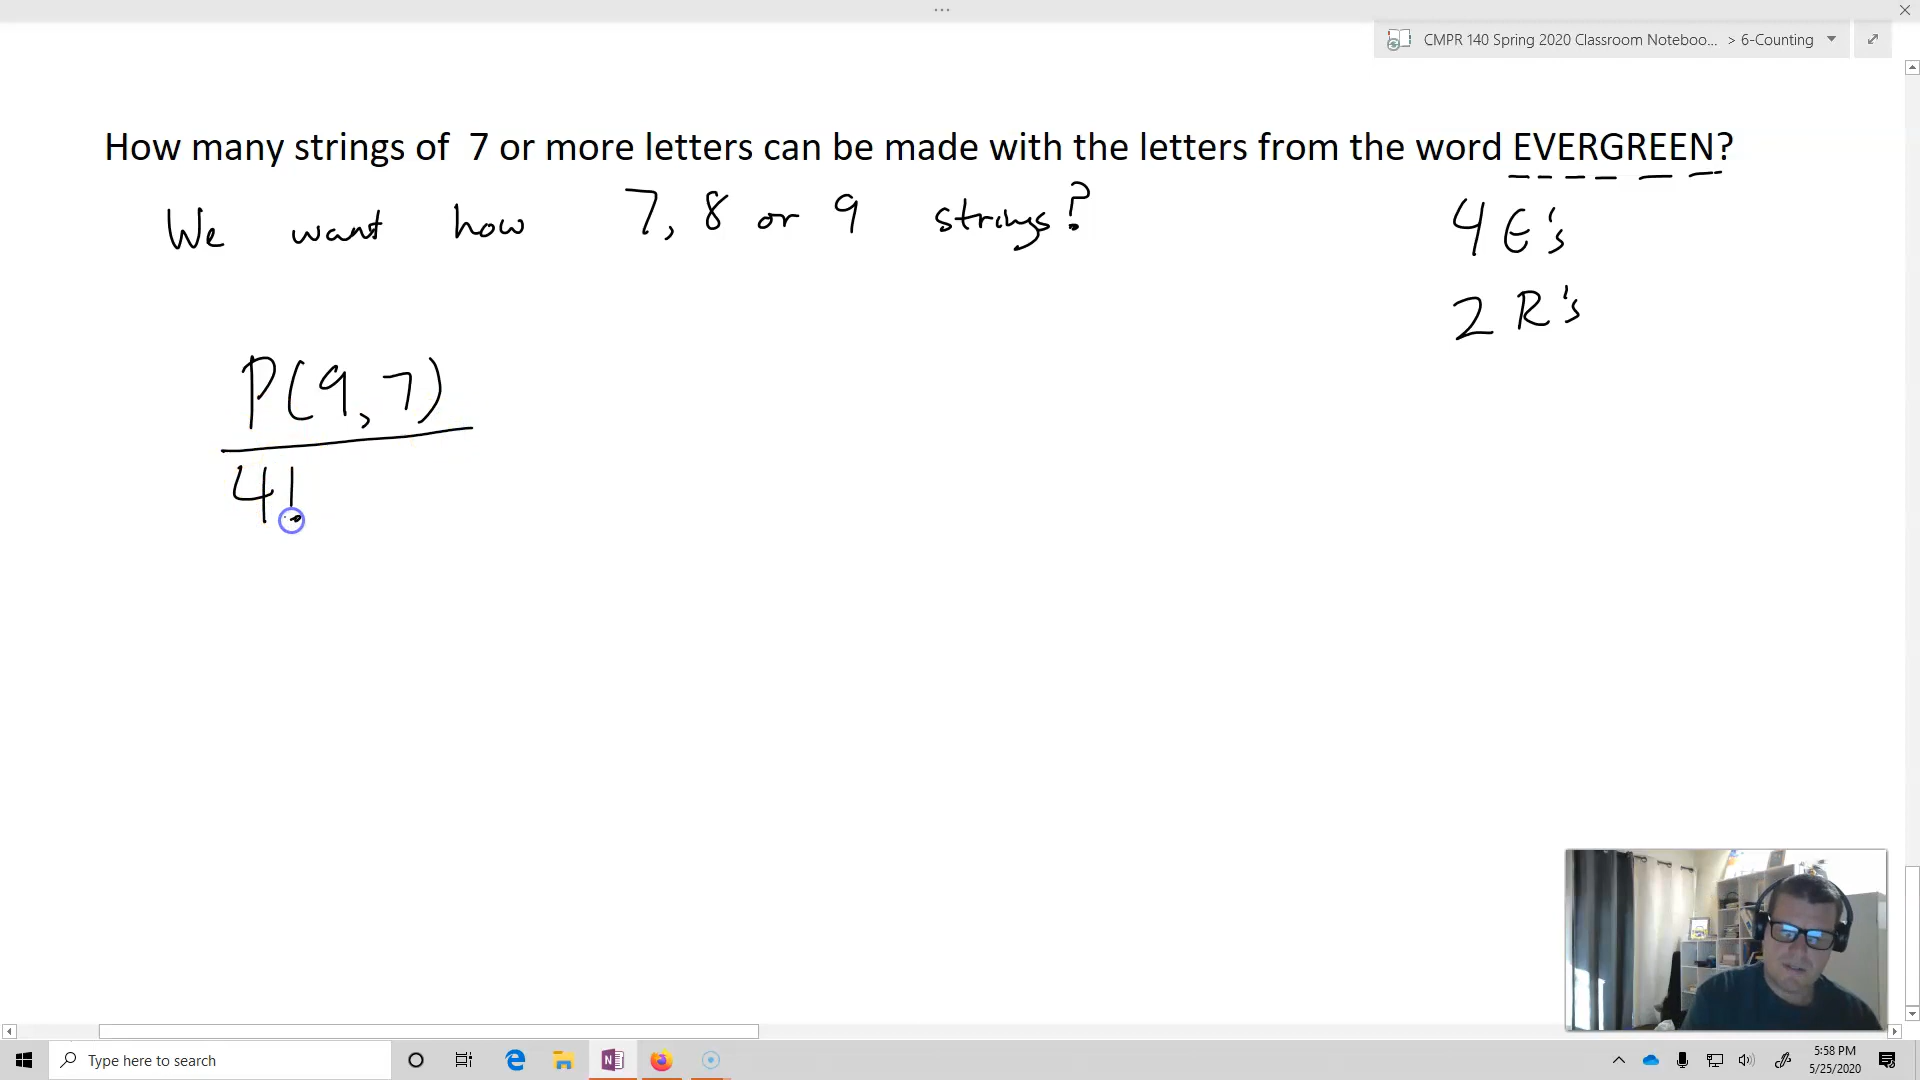 CMPR 140 Spring 2020 Classroom Noteboo... > 6-Counting
How many strings of 7 or more letters can be made with the letters from the word EVERGREEN?
We want how 7, 8 or 9 strings?
4 E's
2 R's
P(9,7)
4!
Type here to search
5:58 PM
5/25/2020